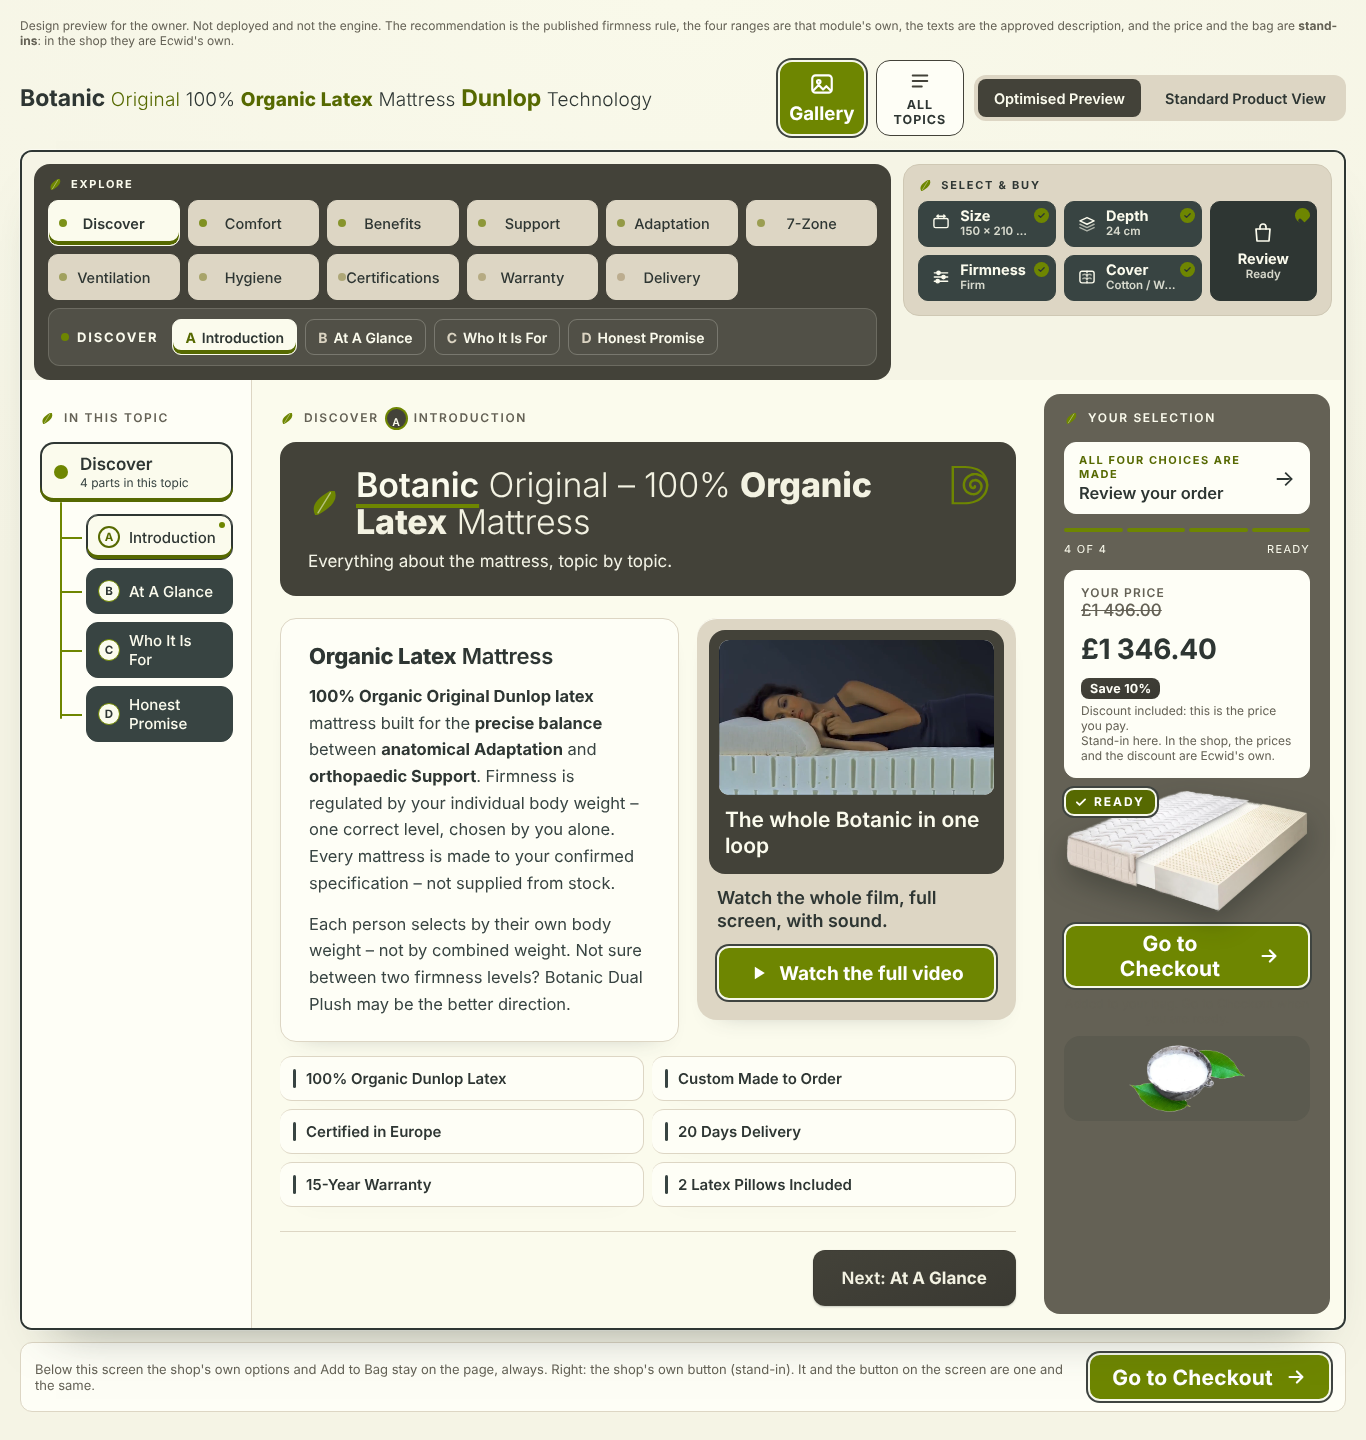 Design preview for the owner. Not deployed and not the engine. The recommendation is the published firmness rule, the four ranges are that module's own, the texts are the approved description, and the price and the bag are stand-
ins: in the shop they are Ecwid's own.
Botanic Original 100% Organic Latex Mattress Dunlop Technology
Gallery
ALL
TOPICS
Optimised Preview
Standard Product View
EXPLORE
Discover
Comfort
Benefits
Support
Adaptation
7-Zone
Ventilation
Hygiene
Certifications
Warranty
Delivery
DISCOVER
A Introduction
B At A Glance
C Who It Is For
D Honest Promise
SELECT & BUY
Size
150 × 210 ...
Depth
24 cm
Firmness
Firm
Cover
Cotton / W...
Review
Ready
IN THIS TOPIC
Discover
4 parts in this topic
A Introduction
B At A Glance
C Who It Is
For
D Honest
Promise
DISCOVER A INTRODUCTION
Botanic Original – 100% Organic
Latex Mattress
Everything about the mattress, topic by topic.
Organic Latex Mattress
100% Organic Original Dunlop latex
mattress built for the precise balance
between anatomical Adaptation and
orthopaedic Support. Firmness is
regulated by your individual body weight –
one correct level, chosen by you alone.
Every mattress is made to your confirmed
specification – not supplied from stock.
Each person selects by their own body
weight – not by combined weight. Not sure
between two firmness levels? Botanic Dual
Plush may be the better direction.
The whole Botanic in one
loop
Watch the whole film, full
screen, with sound.
Watch the full video
100% Organic Dunlop Latex
Custom Made to Order
Certified in Europe
20 Days Delivery
15-Year Warranty
2 Latex Pillows Included
Next: At A Glance
YOUR SELECTION
ALL FOUR CHOICES ARE
MADE
Review your order
4 OF 4
READY
YOUR PRICE
£1 496.00
£1 346.40
Save 10%
Discount included: this is the price
you pay.
Stand-in here. In the shop, the prices
and the discount are Ecwid's own.
READY
Go to
Checkout
Below this screen the shop's own options and Add to Bag stay on the page, always. Right: the shop's own button (stand-in). It and the button on the screen are one and
the same.
Go to Checkout